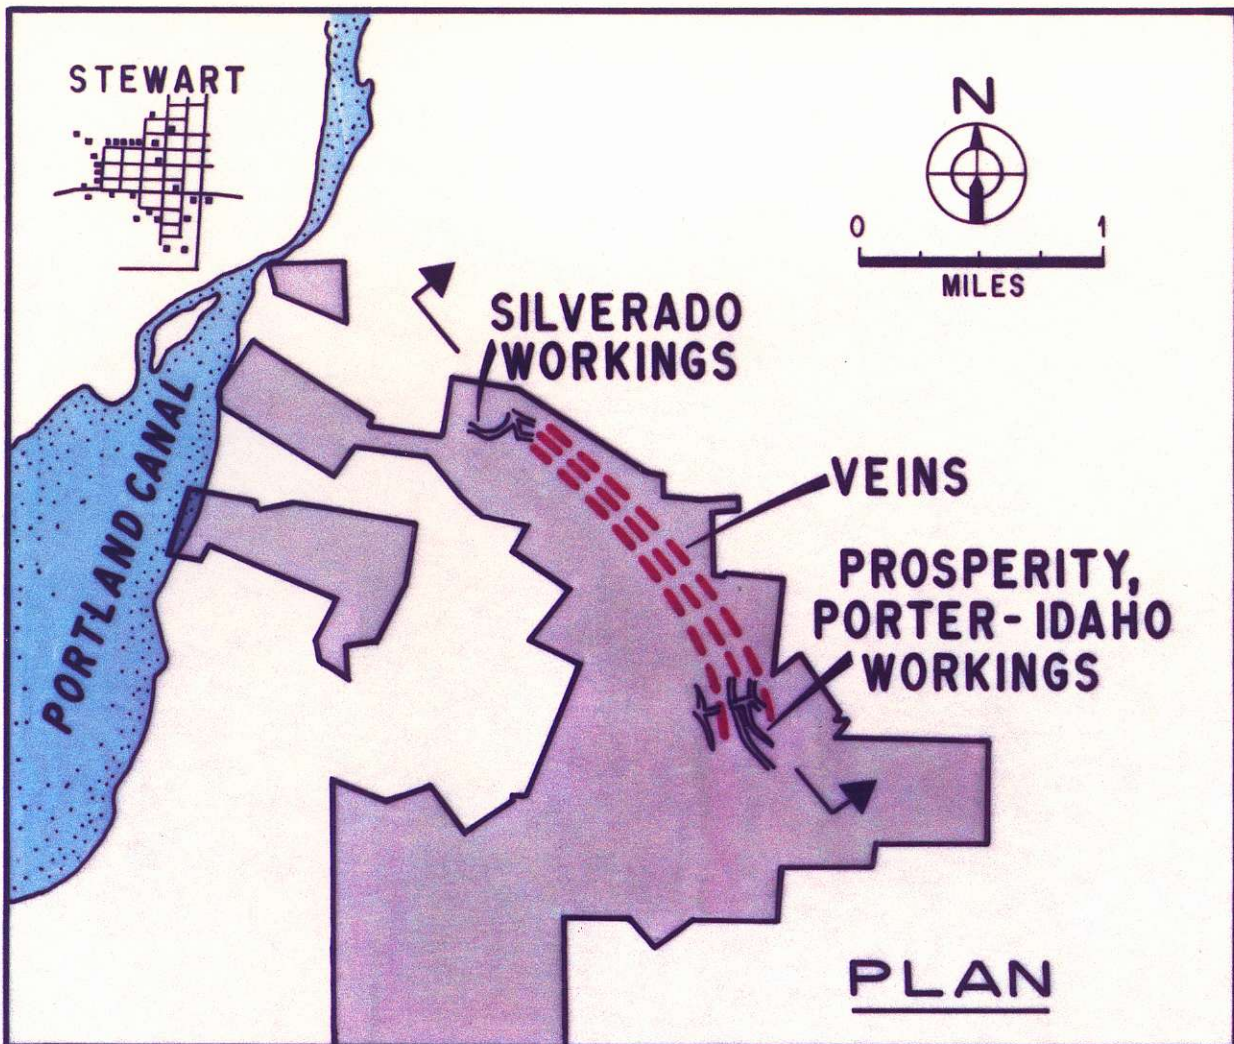 STEWART
N
0 1
MILES
SILVERADO
WORKINGS
PORTLAND CANAL
VEINS
PROSPERITY,
PORTER-IDAHO
WORKINGS
PLAN